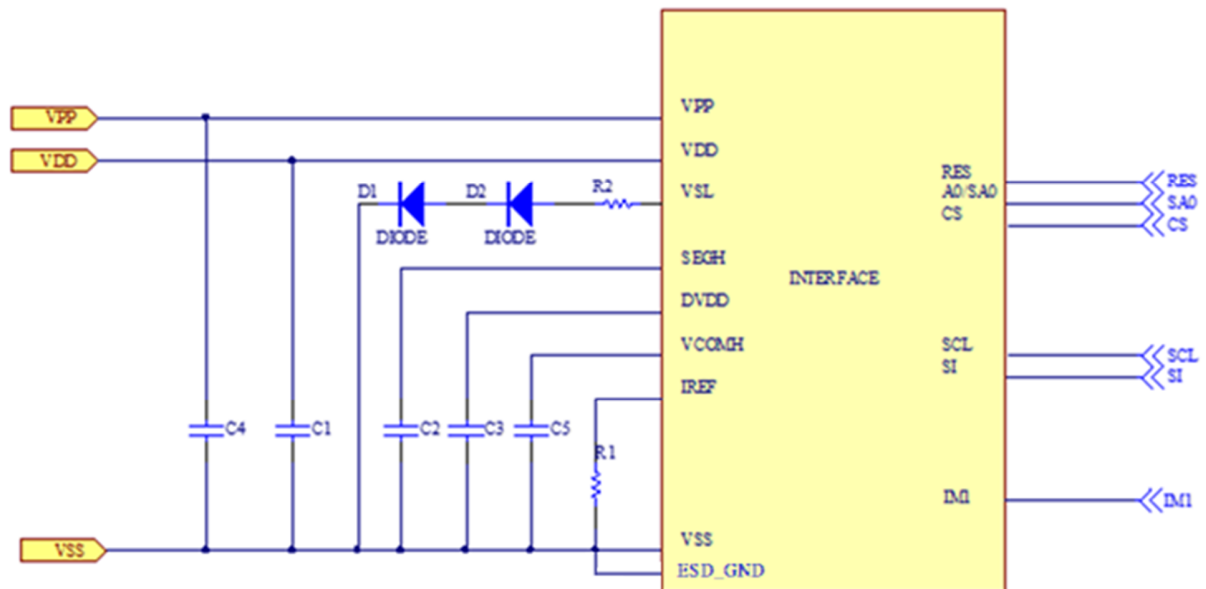 VPP
VPP
VDD
VDD
D1
D2
R2
VSL
DIODE
DIODE
SEGH
DVDD
VCOMH
IREF
C4
C1
C2
C3
C5
R1
VSS
VSS
ESD_GND
INTERFACE
RES
RES
A0/SA0
SA0
CS
CS
SCL
SCL
SI
SI
IM1
IM1